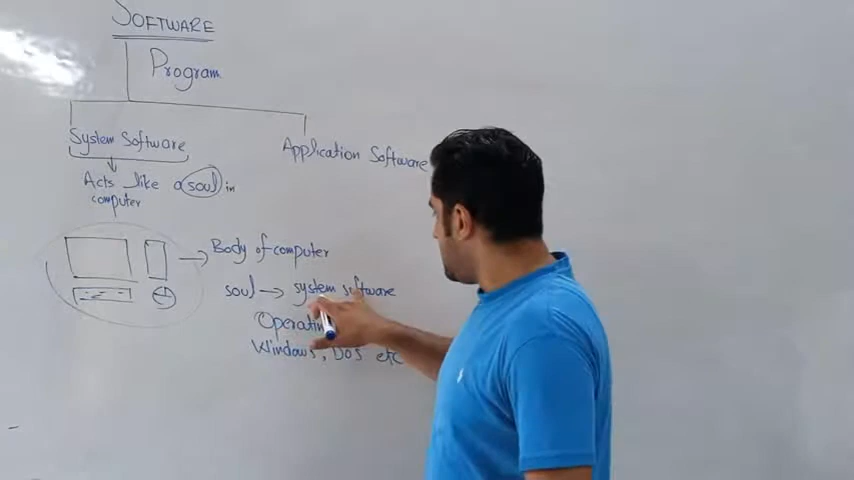 SOFTWARE
Program
System Software
Application Software
Acts like a soul in
computer
Body of computer
soul → system software
Windows, DOS etc